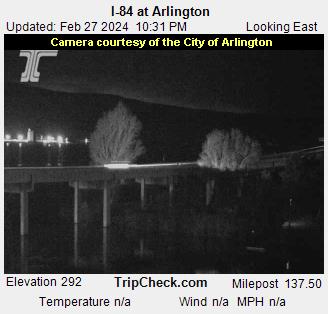 I-84 at Arlington
Updated: Feb 27 2024 10:31 PM Looking East
Camera courtesy of the City of Arlington
Elevation 292 TripCheck.com Milepost 137.50
Temperature n/a Wind n/a MPH n/a